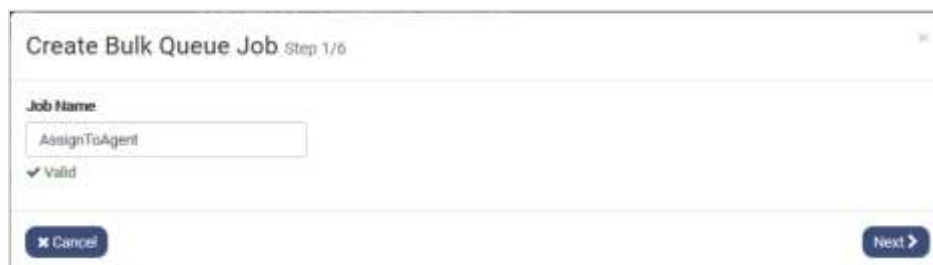 Create Bulk Queue Job Step 1/6
Job Name
AssignToAgent
Valid
Cancel
Next